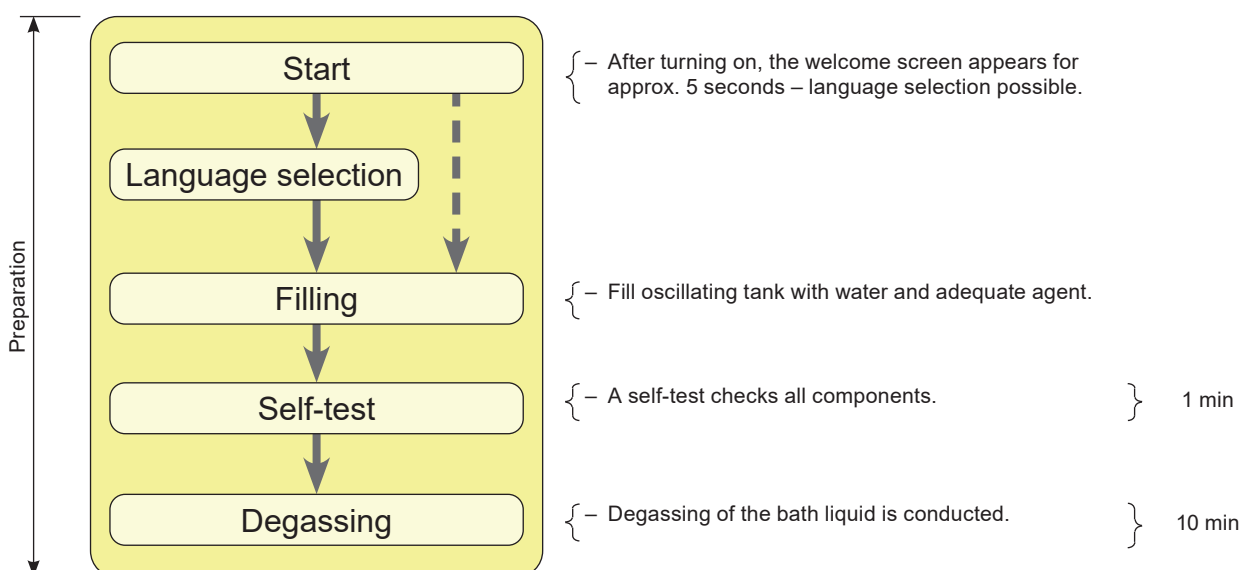 Preparation
Start
– After turning on, the welcome screen appears for
approx. 5 seconds – language selection possible.
Language selection
Filling
– Fill oscillating tank with water and adequate agent.
Self-test
– A self-test checks all components.
1 min
Degassing
– Degassing of the bath liquid is conducted.
10 min